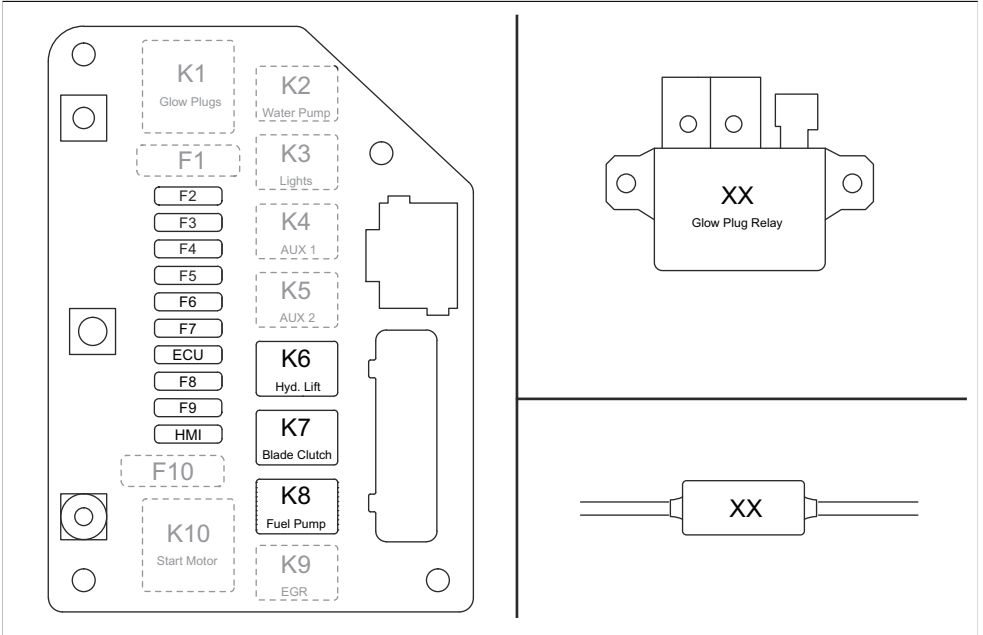 K1
Glow Plugs
K2
Water Pump
F1
K3
Lights
F2
F3
F4
F5
F6
F7
ECU
F8
F9
HMI
K4
AUX 1
K5
AUX 2
K6
Hyd. Lift
K7
Blade Clutch
K8
Fuel Pump
F10
K10
Start Motor
K9
EGR
XX
Glow Plug Relay
XX